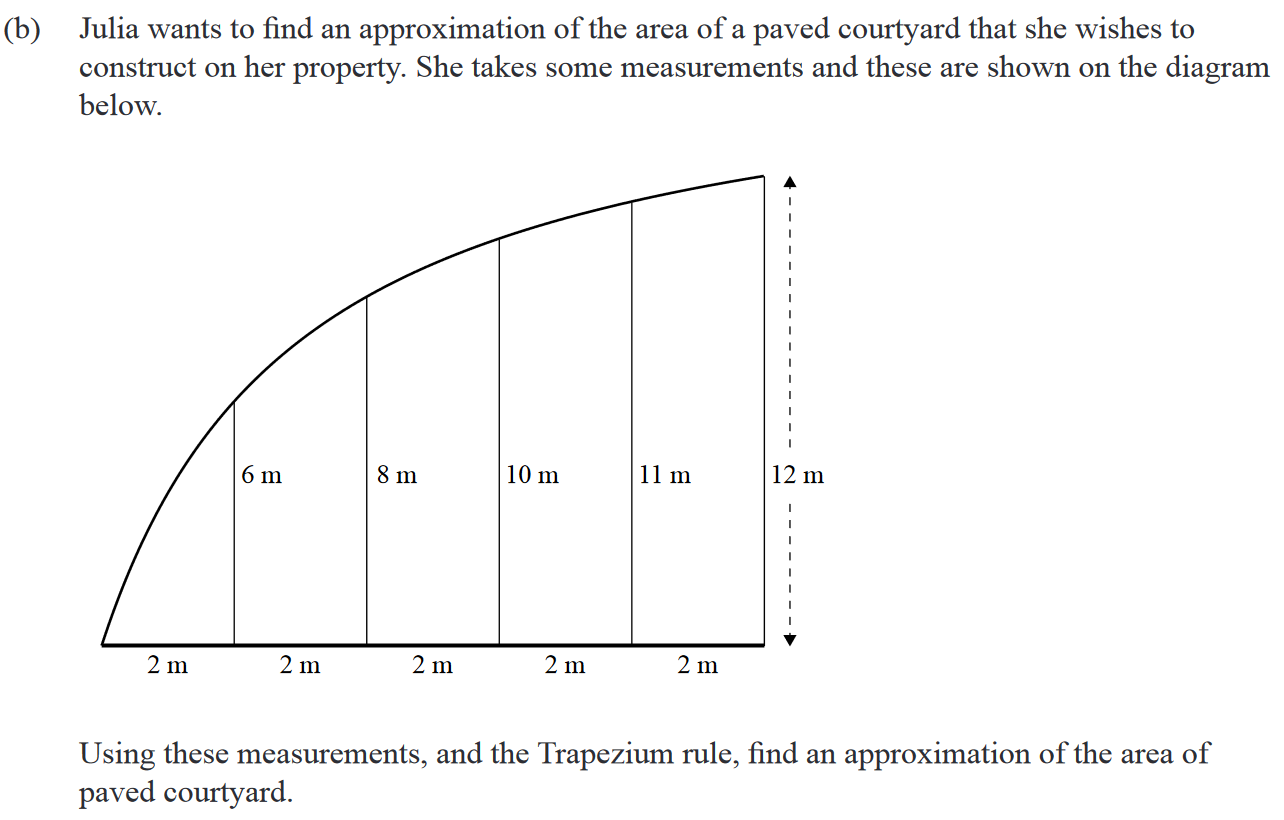 (b) Julia wants to find an approximation of the area of a paved courtyard that she wishes to
construct on her property. She takes some measurements and these are shown on the diagram
below.
6 m 8 m 10 m 11 m 12 m
2 m 2 m 2 m 2 m 2 m
Using these measurements, and the Trapezium rule, find an approximation of the area of
paved courtyard.